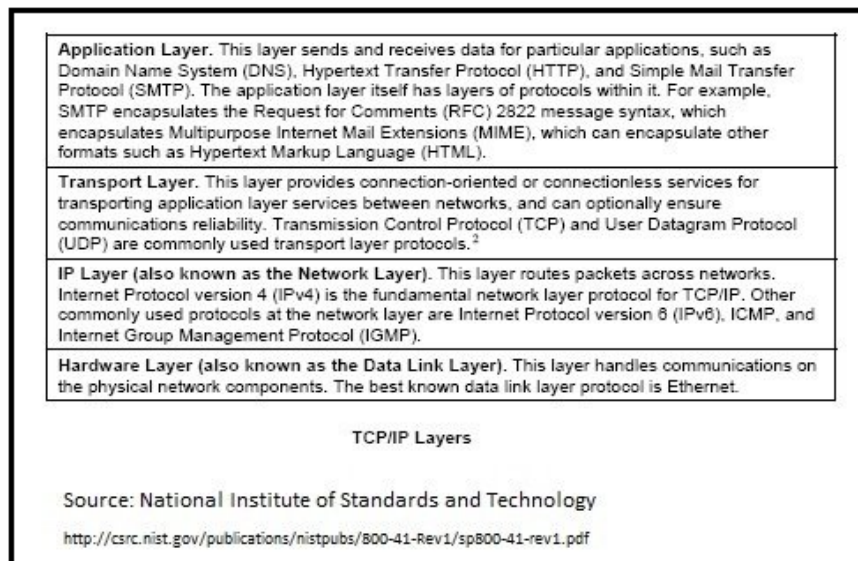 Application Layer. This layer sends and receives data for particular applications, such as
Domain Name System (DNS), Hypertext Transfer Protocol (HTTP), and Simple Mail Transfer
Protocol (SMTP). The application layer itself has layers of protocols within it. For example,
SMTP encapsulates the Request for Comments (RFC) 2822 message syntax, which
encapsulates Multipurpose Internet Mail Extensions (MIME), which can encapsulate other
formats such as Hypertext Markup Language (HTML).
Transport Layer. This layer provides connection-oriented or connectionless services for
transporting application layer services between networks, and can optionally ensure
communications reliability. Transmission Control Protocol (TCP) and User Datagram Protocol
(UDP) are commonly used transport layer protocols.²
IP Layer (also known as the Network Layer). This layer routes packets across networks.
Internet Protocol version 4 (IPv4) is the fundamental network layer protocol for TCP/IP. Other
commonly used protocols at the network layer are Internet Protocol version 6 (IPv6), ICMP, and
Internet Group Management Protocol (IGMP).
Hardware Layer (also known as the Data Link Layer). This layer handles communications on
the physical network components. The best known data link layer protocol is Ethernet.
TCP/IP Layers
Source: National Institute of Standards and Technology
http://csrc.nist.gov/publications/nistpubs/800-41-Rev1/sp800-41-rev1.pdf